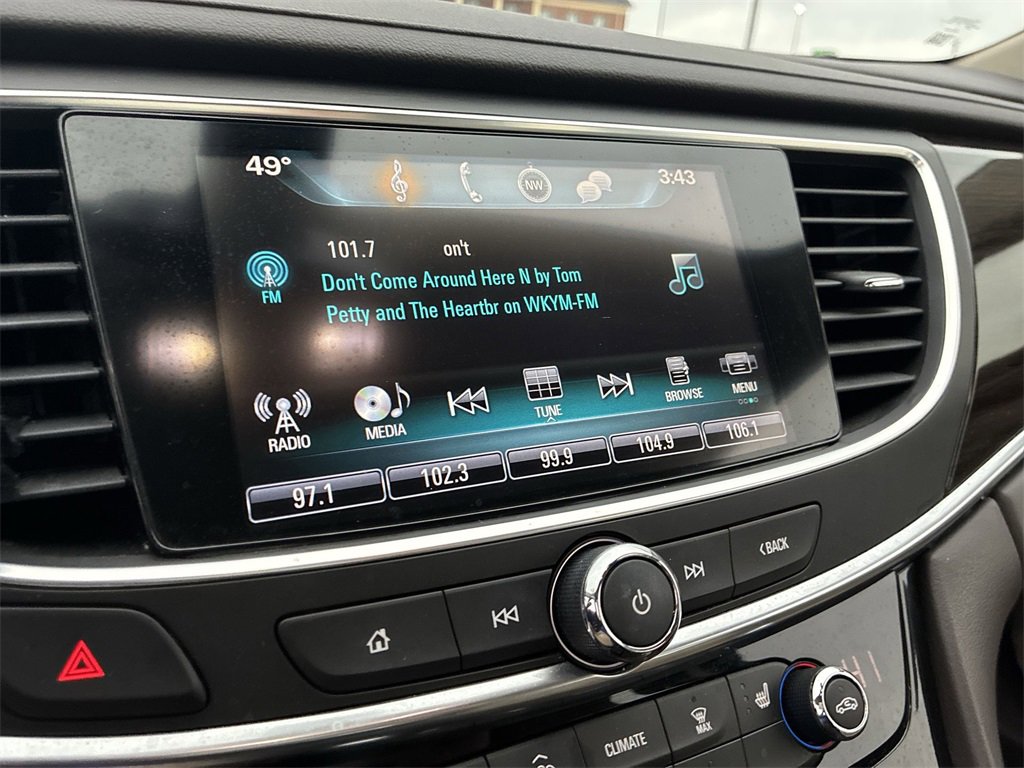 49° NW 3:43
101.7 on't
FM
Don't Come Around Here N by Tom
Petty and The Heartbr on WKYM-FM
RADIO MEDIA TUNE BROWSE MENU
97.1 102.3 99.9 104.9 106.1
<BACK
CLIMATE MAX